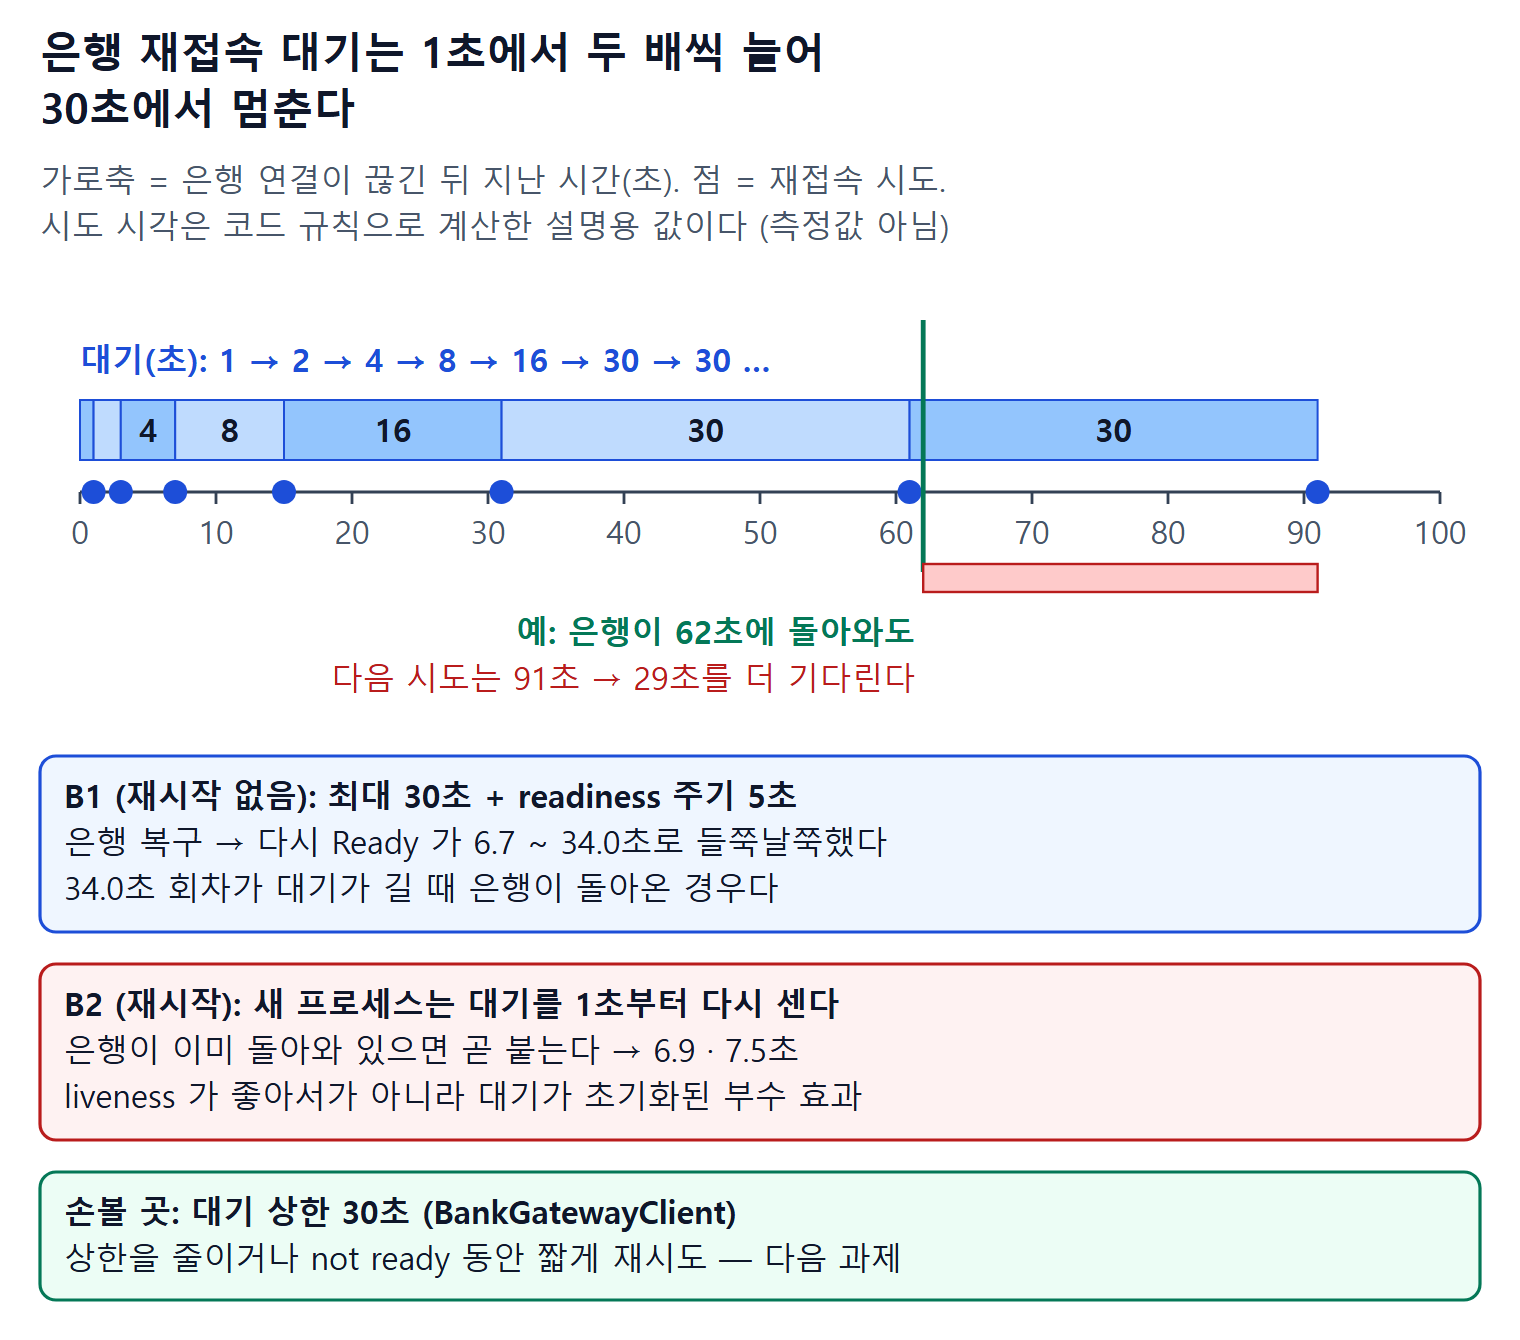 은행 재접속 대기는 1초에서 두 배씩 늘어
30초에서 멈춘다
가로축 = 은행 연결이 끊긴 뒤 지난 시간(초). 점 = 재접속 시도.
시도 시각은 코드 규칙으로 계산한 설명용 값이다 (측정값 아님)
대기(초): 1 → 2 → 4 → 8 → 16 → 30 → 30 ...
4 8 16 30 30
0 10 20 30 40 50 60 70 80 90 100
예: 은행이 62초에 돌아와도
다음 시도는 91초 → 29초를 더 기다린다
B1 (재시작 없음): 최대 30초 + readiness 주기 5초
은행 복구 → 다시 Ready 가 6.7 ~ 34.0초로 들쭉날쭉했다
34.0초 회차가 대기가 길 때 은행이 돌아온 경우다
B2 (재시작): 새 프로세스는 대기를 1초부터 다시 센다
은행이 이미 돌아와 있으면 곧 붙는다 → 6.9 · 7.5초
liveness 가 좋아서가 아니라 대기가 초기화된 부수 효과
손볼 곳: 대기 상한 30초 (BankGatewayClient)
상한을 줄이거나 not ready 동안 짧게 재시도 — 다음 과제